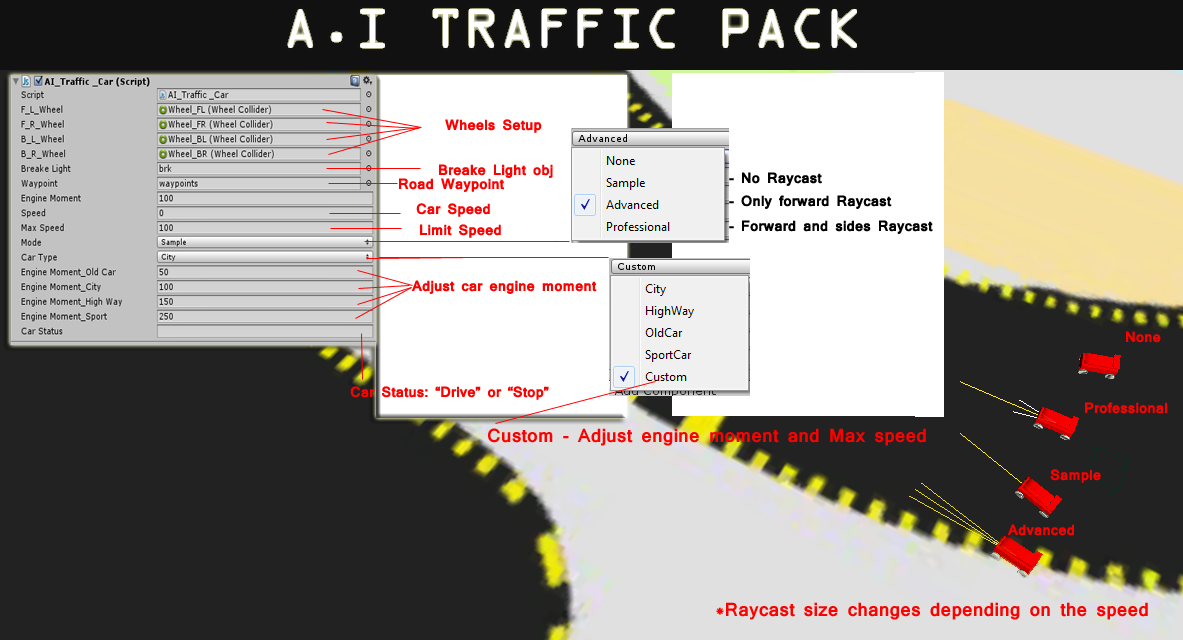 A.I TRAFFIC PACK
AI_Traffic _Car (Script)
Script AI_Traffic _Car
F_L_Wheel Wheel_FL (Wheel Collider)
F_R_Wheel Wheel_FR (Wheel Collider)
B_L_Wheel Wheel_BL (Wheel Collider)
B_R_Wheel Wheel_BR (Wheel Collider)
Breake Light brk
Waypoint waypoints
Engine Moment 100
Speed 0
Max Speed 100
Mode Sample
Car Type City
Engine Moment_Old Car 50
Engine Moment_City 100
Engine Moment_High Way 150
Engine Moment_Sport 250
Car Status
Wheels Setup
Breake Light obj
Road Waypoint
Car Speed
Limit Speed
Adjust car engine moment
Car Status: “Drive” or “Stop”
Advanced
None
Sample
Advanced
Professional
- No Raycast
- Only forward Raycast
- Forward and sides Raycast
Custom
City
HighWay
OldCar
SportCar
Custom
Add Component
Custom - Adjust engine moment and Max speed
None
Professional
Sample
Advanced
*Raycast size changes depending on the speed